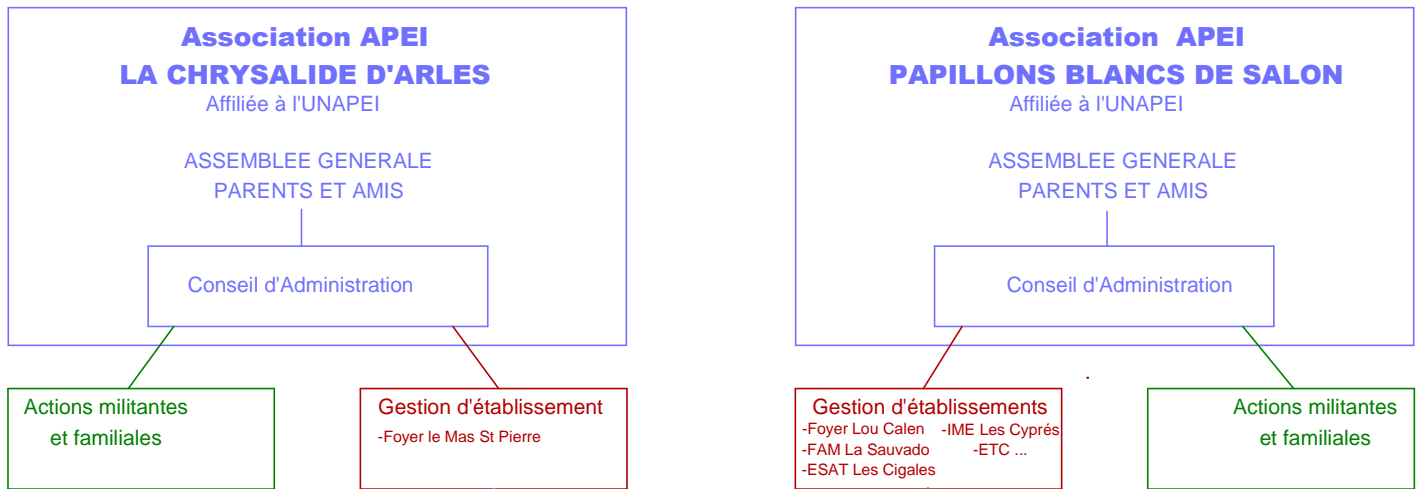 Association APEI
LA CHRYSALIDE D'ARLES
Affiliée à l'UNAPEI
ASSEMBLEE GENERALE
PARENTS ET AMIS
Conseil d'Administration
Actions militantes
et familiales
Gestion d'établissement
-Foyer le Mas St Pierre
Association APEI
PAPILLONS BLANCS DE SALON
Affiliée à l'UNAPEI
ASSEMBLEE GENERALE
PARENTS ET AMIS
Conseil d'Administration
Gestion d'établissements
-Foyer Lou Calen -IME Les Cyprés
-FAM La Sauvado -ETC ...
-ESAT Les Cigales
Actions militantes
et familiales